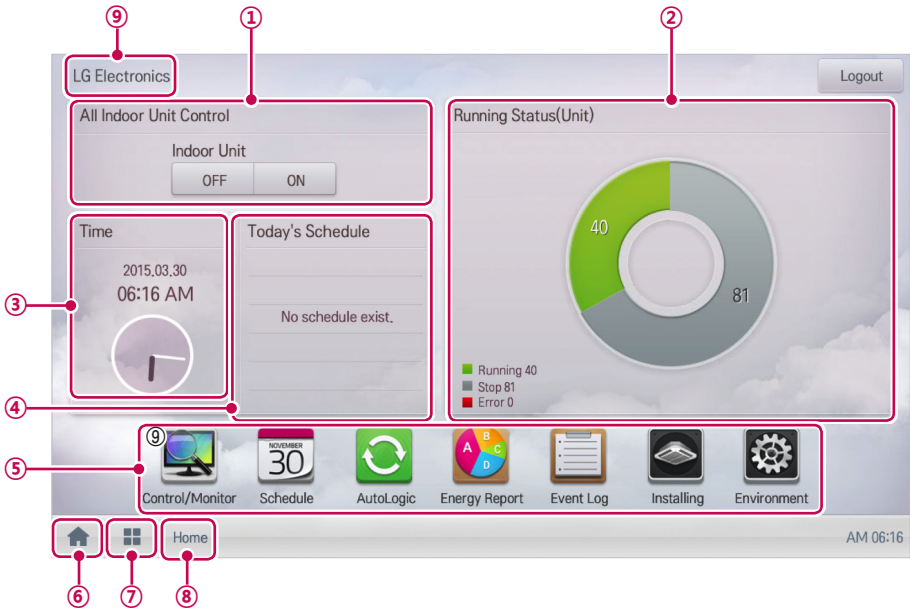 ⑨ ① ②
LG Electronics
Logout
All Indoor Unit Control
Indoor Unit
OFF ON
Running Status(Unit)
40
81
Running 40
Stop 81
Error 0
③
Time
2015.03.30
06:16 AM
④
Today's Schedule
No schedule exist.
⑤
⑨
NOVEMBER
30
A B C D
Control/Monitor Schedule AutoLogic Energy Report Event Log Installing Environment
Home
AM 06:16
⑥ ⑦ ⑧